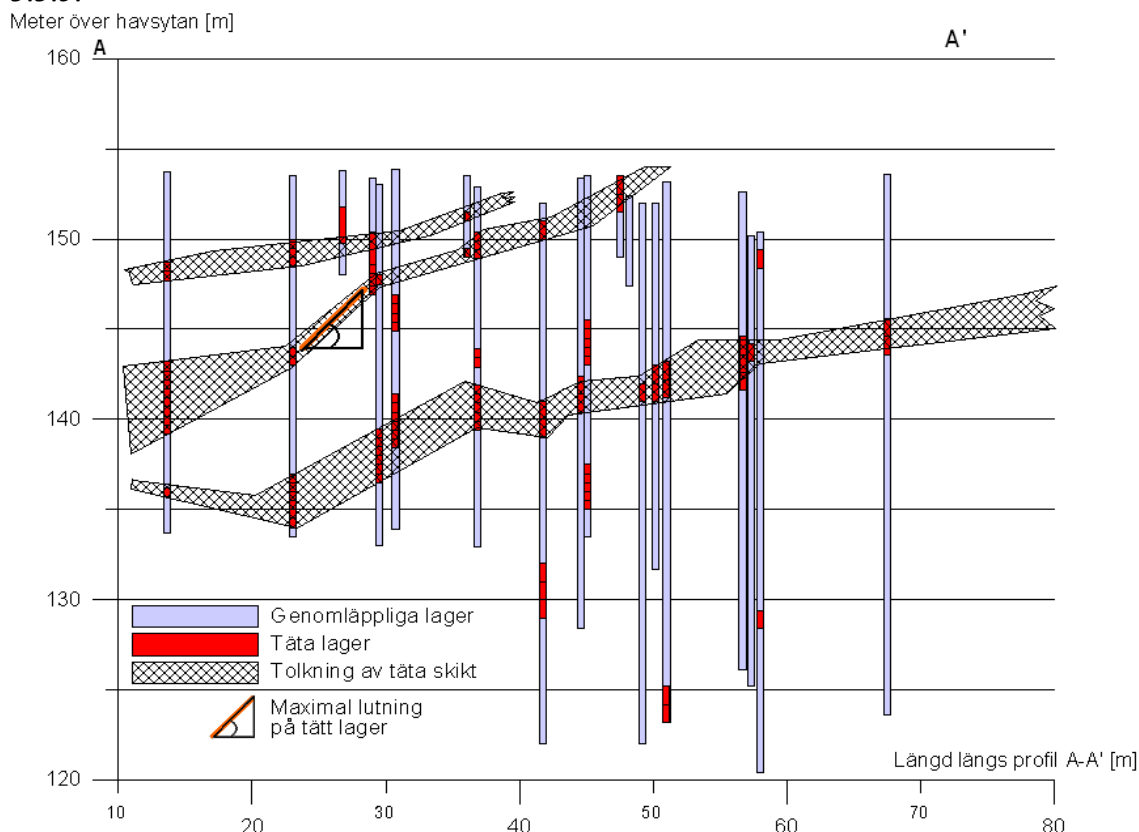 Meter över havsytan [m]
A
A'
160
150
140
130
120
Genomläppliga lager
Täta lager
Tolkning av täta skikt
Maximal lutning
på tätt lager
Längd längs profil A-A' [m]
10
20
30
40
50
60
70
80